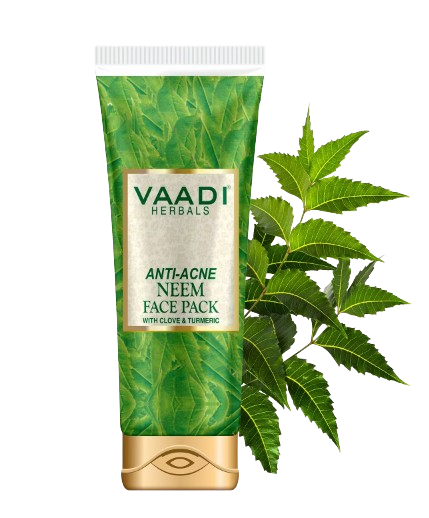 VAADI®
HERBALS
ANTI-ACNE
NEEM
FACE PACK
WITH CLOVE & TURMERIC